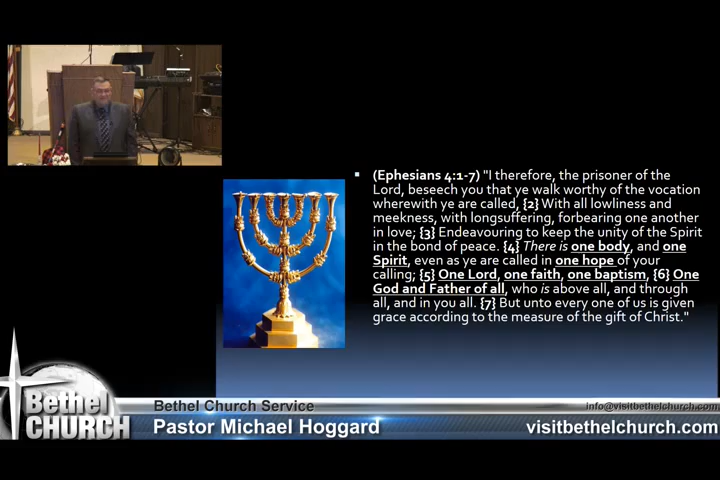 ▪ (Ephesians 4:1-7) "I therefore, the prisoner of the
Lord, beseech you that ye walk worthy of the vocation
wherewith ye are called, {2} With all lowliness and
meekness, with longsuffering, forbearing one another
in love; {3} Endeavouring to keep the unity of the Spirit
in the bond of peace. {4} There is one body, and one
Spirit, even as ye are called in one hope of your
calling; {5} One Lord, one faith, one baptism, {6} One
God and Father of all, who is above all, and through
all, and in you all. {7} But unto every one of us is given
grace according to the measure of the gift of Christ."
Bethel
CHURCH
Bethel Church Service
info@visitbethelchurch.com
Pastor Michael Hoggard
visitbethelchurch.com